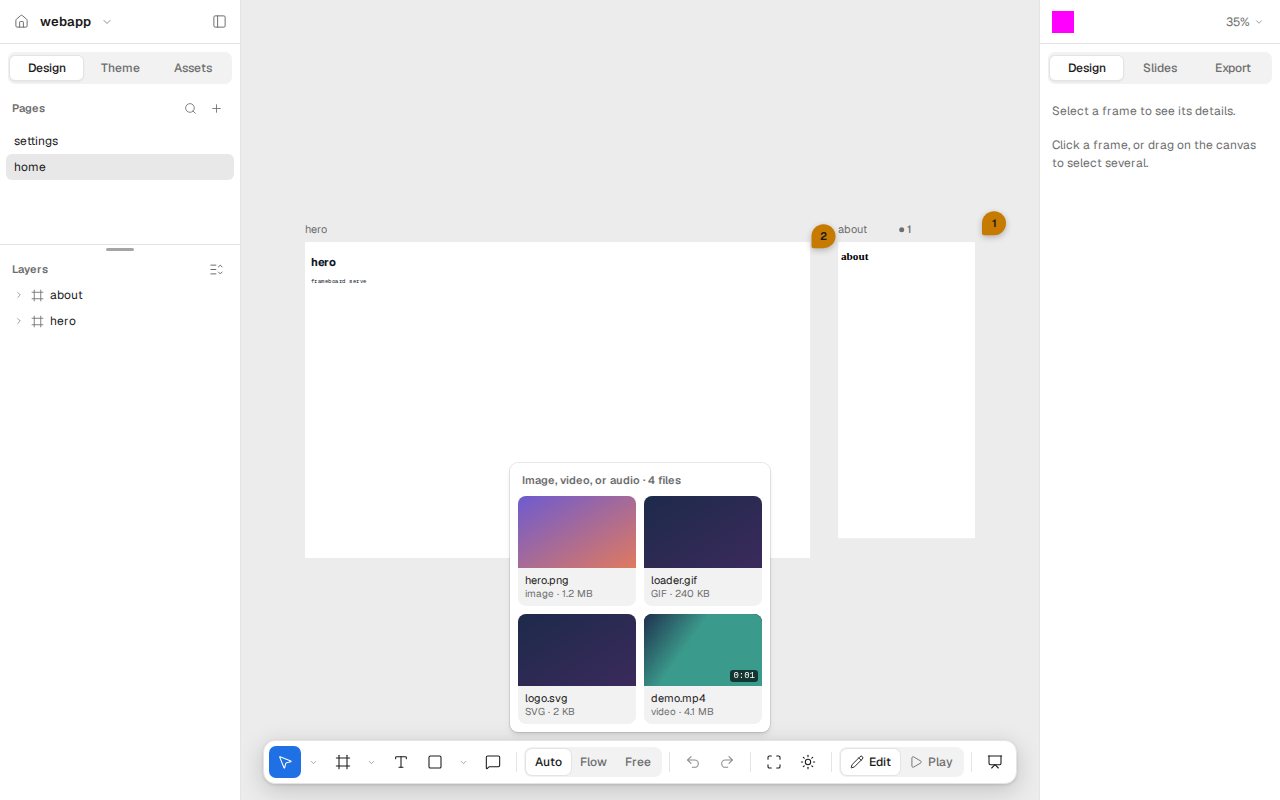 webapp
Design Theme Assets
Pages
settings
home
Layers
about
hero
hero
2
about
1
1
hero
frameboard serve
about
Image, video, or audio · 4 files
hero.png
image · 1.2 MB
loader.gif
GIF · 240 KB
logo.svg
SVG · 2 KB
0:01
demo.mp4
video · 4.1 MB
Auto Flow Free
Edit Play
35%
Design Slides Export
Select a frame to see its details.
Click a frame, or drag on the canvas
to select several.